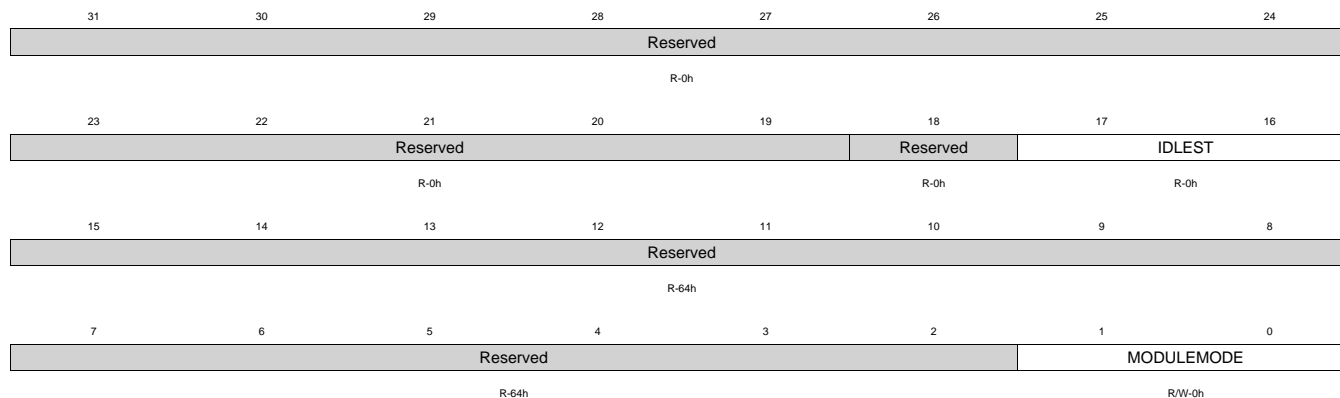 31 30 29 28 27 26 25 24
Reserved
R-0h
23 22 21 20 19 18 17 16
Reserved Reserved IDLEST
R-0h R-0h R-0h
15 14 13 12 11 10 9 8
Reserved
R-64h
7 6 5 4 3 2 1 0
Reserved MODULEMODE
R-64h R/W-0h